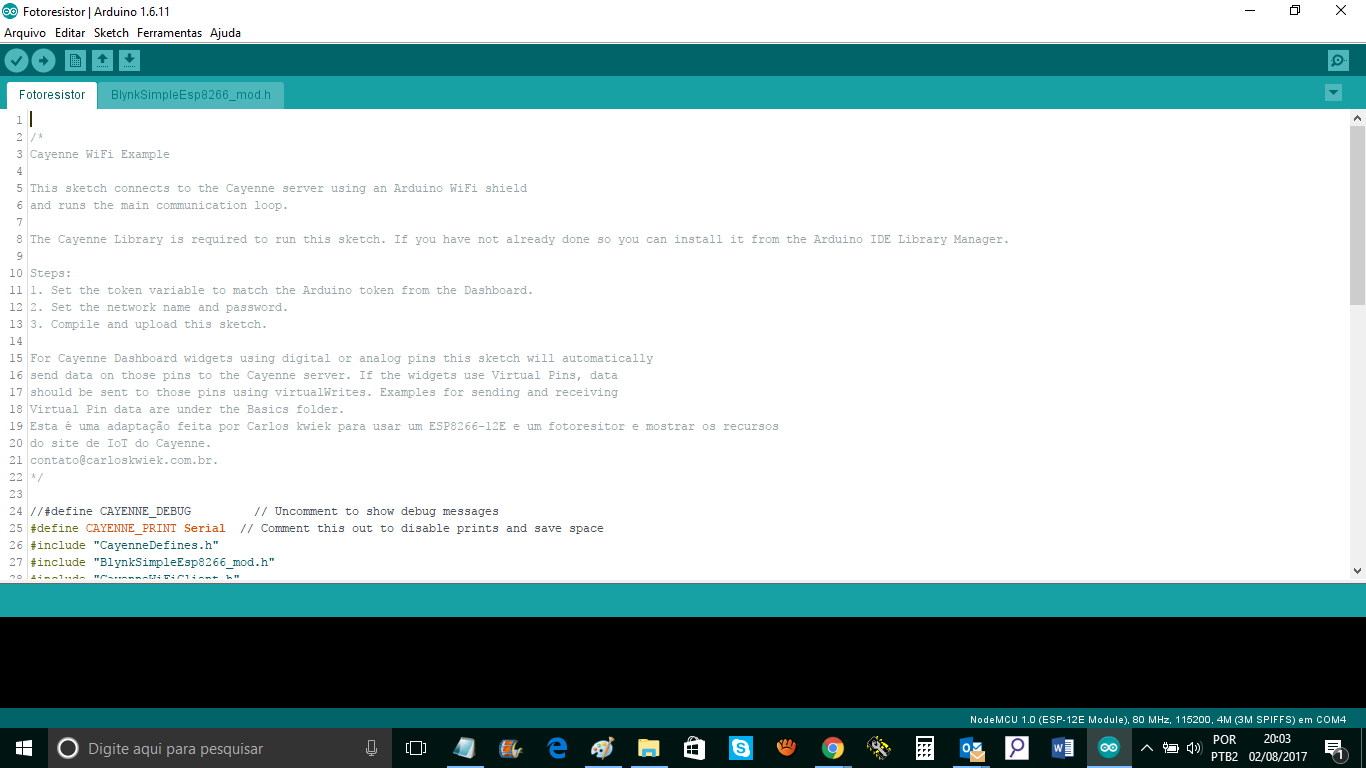 Fotoresistor | Arduino 1.6.11
Arquivo Editar Sketch Ferramentas Ajuda
Fotoresistor BlynkSimpleEsp8266_mod.h
1
2 /*
3 Cayenne WiFi Example
4
5 This sketch connects to the Cayenne server using an Arduino WiFi shield
6 and runs the main communication loop.
7
8 The Cayenne Library is required to run this sketch. If you have not already done so you can install it from the Arduino IDE Library Manager.
9
10 Steps:
11 1. Set the token variable to match the Arduino token from the Dashboard.
12 2. Set the network name and password.
13 3. Compile and upload this sketch.
14
15 For Cayenne Dashboard widgets using digital or analog pins this sketch will automatically
16 send data on those pins to the Cayenne server. If the widgets use Virtual Pins, data
17 should be sent to those pins using virtualWrites. Examples for sending and receiving
18 Virtual Pin data are under the Basics folder.
19 Esta é uma adaptação feita por Carlos kwiek para usar um ESP8266-12E e um fotoresitor e mostrar os recursos
20 do site de IoT do Cayenne.
21 contato@carloskwiek.com.br.
22 */
23
24 //#define CAYENNE_DEBUG // Uncomment to show debug messages
25 #define CAYENNE_PRINT Serial // Comment this out to disable prints and save space
26 #include "CayenneDefines.h"
27 #include "BlynkSimpleEsp8266_mod.h"
28 #include "CayenneWiFiClient.h"
NodeMCU 1.0 (ESP-12E Module), 80 MHz, 115200, 4M (3M SPIFFS) em COM4
Digite aqui para pesquisar
POR 20:03
PTB2 02/08/2017
1